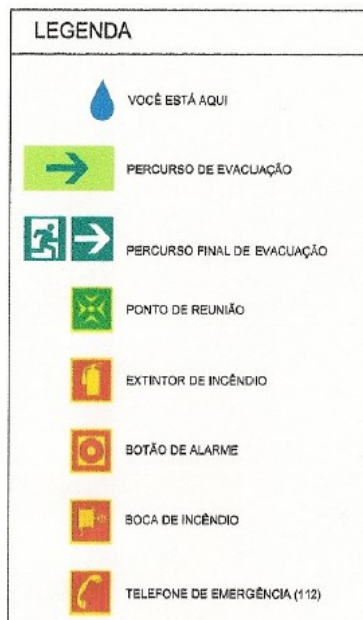 LEGENDA
VOCÊ ESTÁ AQUI
PERCURSO DE EVACUAÇÃO
PERCURSO FINAL DE EVACUAÇÃO
PONTO DE REUNIÃO
EXTINTOR DE INCÊNDIO
BOTÃO DE ALARME
BOCA DE INCÊNDIO
TELEFONE DE EMERGÊNCIA (112)